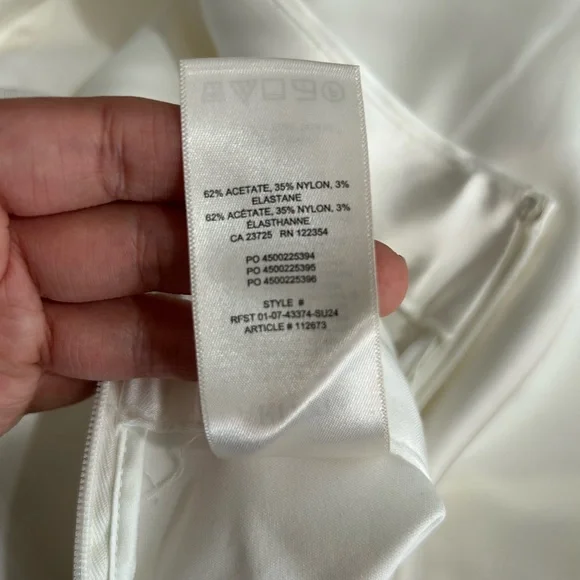 62% ACETATE, 35% NYLON, 3%
ELASTANE
62% ACÉTATE, 35% NYLON, 3%
ÉLASTHANNE
CA 23725 RN 122354
PO 4500225394
PO 4500225395
PO 4500225396
STYLE #
RFST 01-07-43374-SU24
ARTICLE # 112673